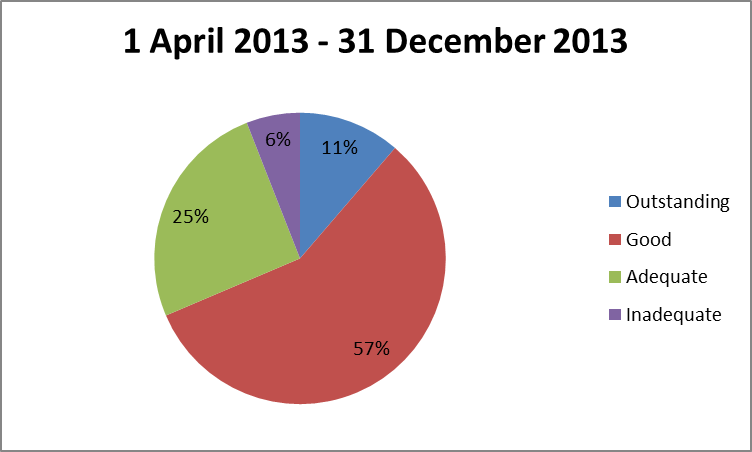 1 April 2013 - 31 December 2013
6%
11%
25%
57%
Outstanding
Good
Adequate
Inadequate